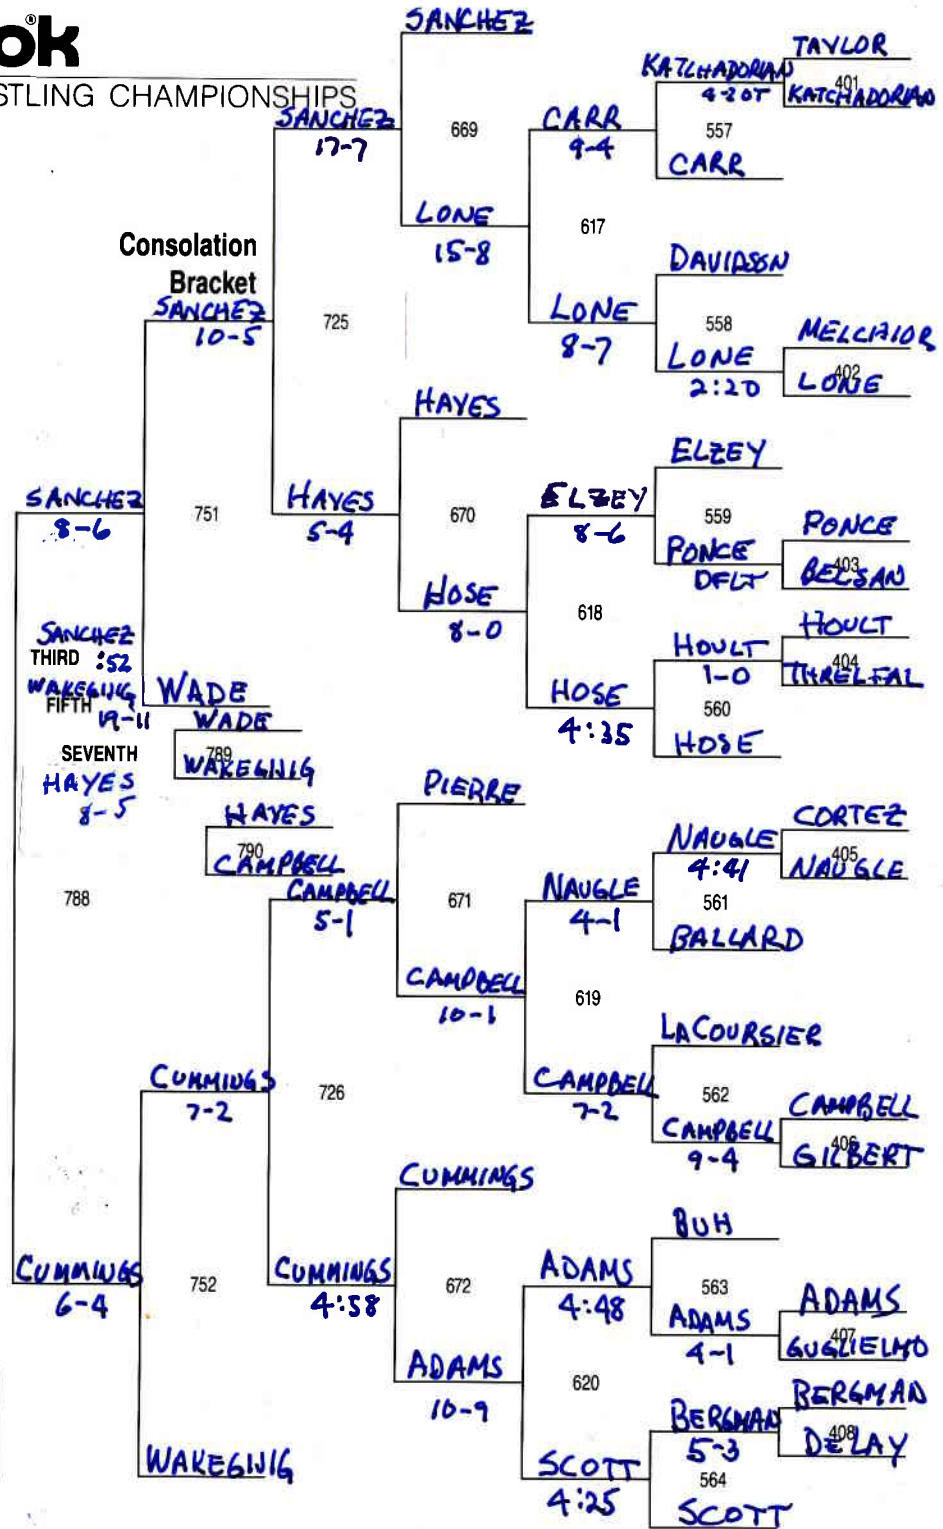 ok®
STLING CHAMPIONSHIPS
Consolation
Bracket
TAYLOR
401
KATCHADORIAN
KATCHADORIAN
4-2 OT
557
CARR
CARR
9-4
617
DAVIDSON
558
MELCHIOR
402
LONE
LONE
2:20
LONE
8-7
SANCHEZ
669
LONE
15-8
SANCHEZ
17-7
725
ELZEY
559
PONCE
403
BELSAN
PONCE
DFLT
ELZEY
8-6
618
HOULT
404
THRELFAL
HOULT
1-0
560
HOSE
HOSE
4:35
HAYES
670
HOSE
8-0
HAYES
5-4
SANCHEZ
10-5
751
WADE
SANCHEZ
8-6
SANCHEZ
THIRD :52
WAKEGIJIG
FIFTH 19-11
SEVENTH
HAYES
8-5
WADE
789
WAKEGIJIG
HAYES
790
CAMPBELL
788
CORTEZ
405
NAUGLE
NAUGLE
4:41
561
BALLARD
NAUGLE
4-1
619
LACOURSIER
562
CAMPBELL
406
GILBERT
CAMPBELL
9-4
CAMPBELL
7-2
PIERRE
671
CAMPBELL
10-1
CAMPBELL
5-1
726
BUH
563
ADAMS
407
GUGLIELMO
ADAMS
4-1
ADAMS
4:48
620
BERGMAN
408
DELAY
BERGMAN
5-3
564
SCOTT
SCOTT
4:25
CUMMINGS
672
ADAMS
10-9
CUMMINGS
4:58
CUMMINGS
7-2
752
WAKEGIJIG
CUMMINGS
6-4